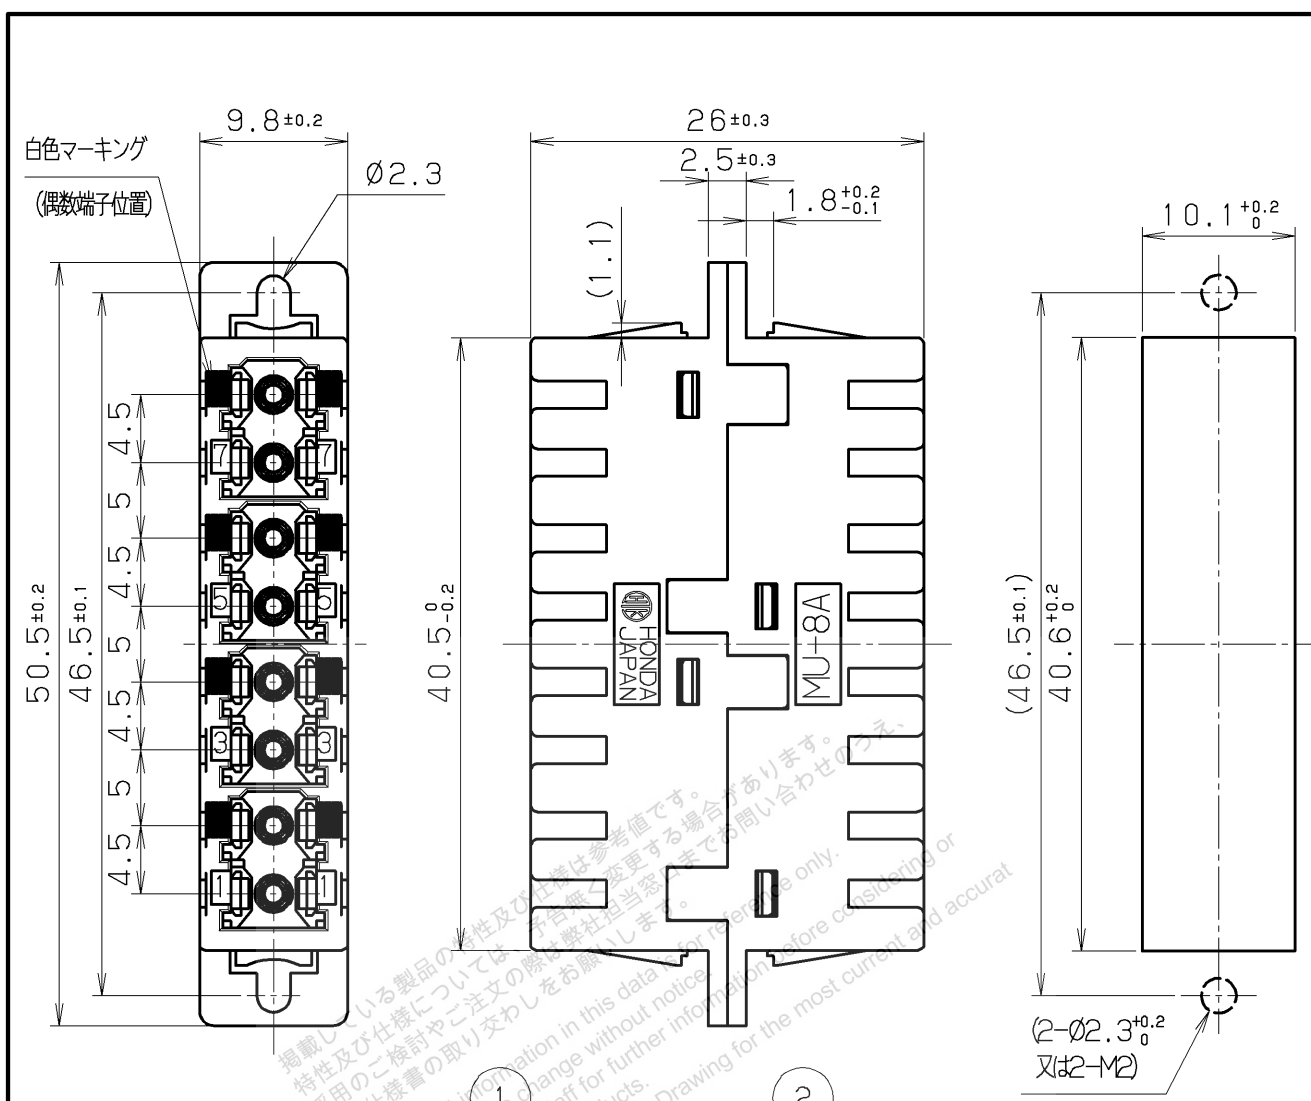 9.8±0.2
白色マーキング
(偶数端子位置)
Ø2.3
26±0.3
2.5±0.3
1.8+0.2-0.1
(1.1)
10.1+0.2 0
50.5±0.2
46.5±0.1
4.5
5
4.5
5
4.5
5
4.5
7 7
5 5
3 3
1 1
40.5 0-0.2
HONDA
JAPAN
MU-8A
(46.5±0.1)
40.6+0.2 0
(2-Ø2.3+0.2 0
又は2-M2)
掲載している製品の特性及び仕様は参考値です。
特性及び仕様については、予告無く変更する場合があります。
用のご検討やご注文の際は弊社担当窓口までお問い合わせのうえ、
仕様書の取り交わしをお願いします。
information in this data is for reference only.
change without notice.
ff for further information before considering or
ucts.
Drawing for the most current and accurat
1
2